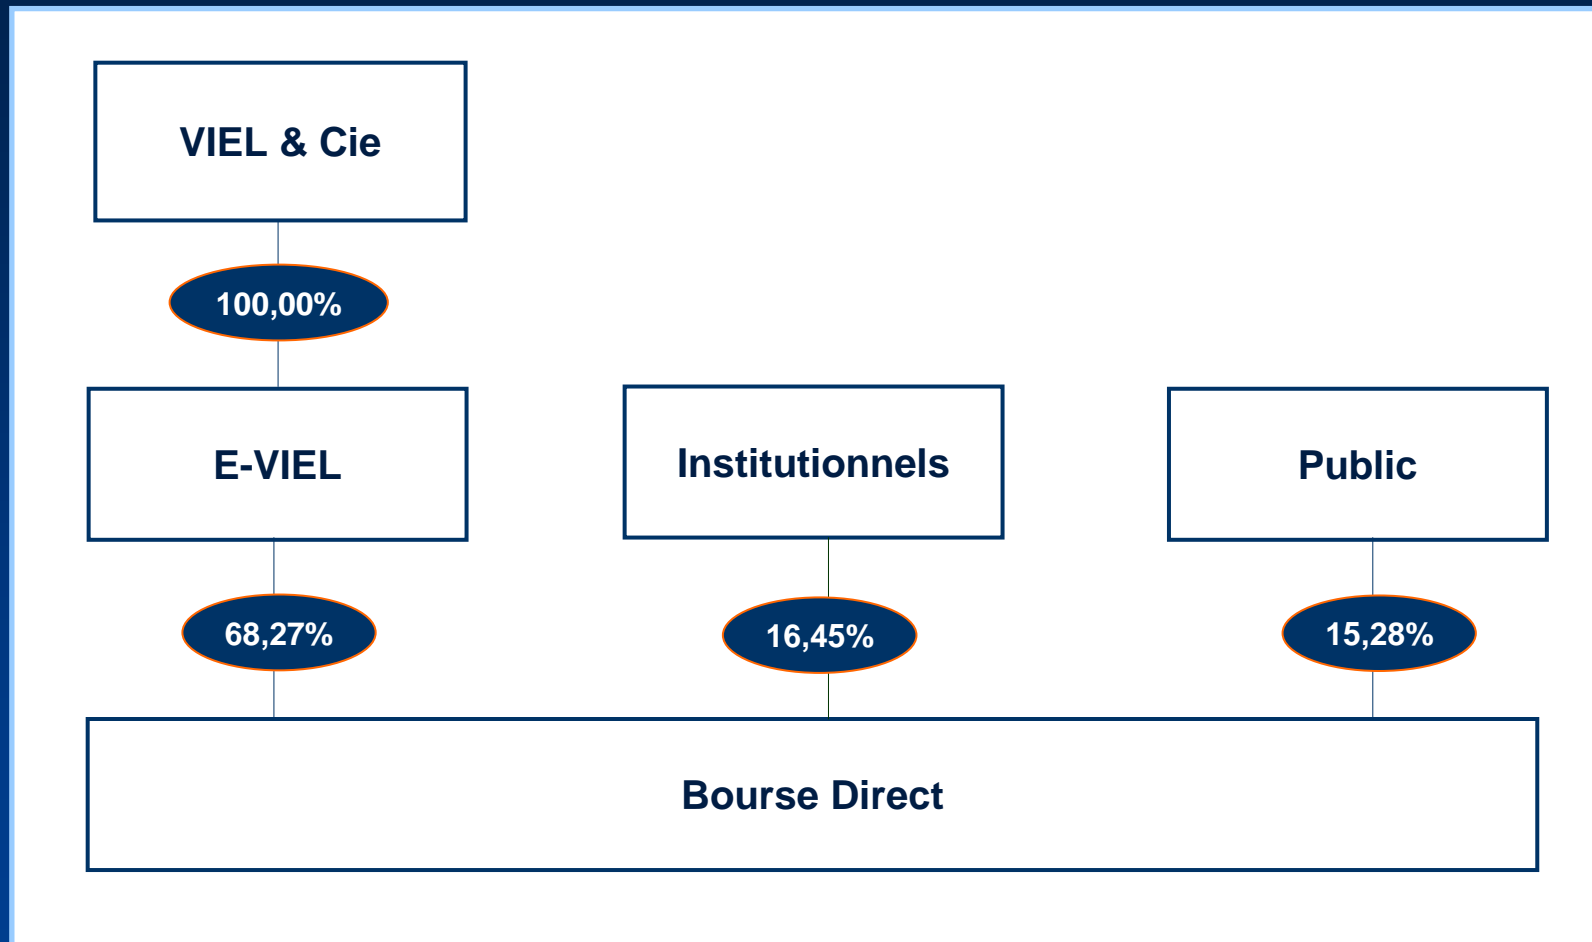 VIEL & Cie
100,00%
E-VIEL
Institutionnels
Public
68,27%
16,45%
15,28%
Bourse Direct